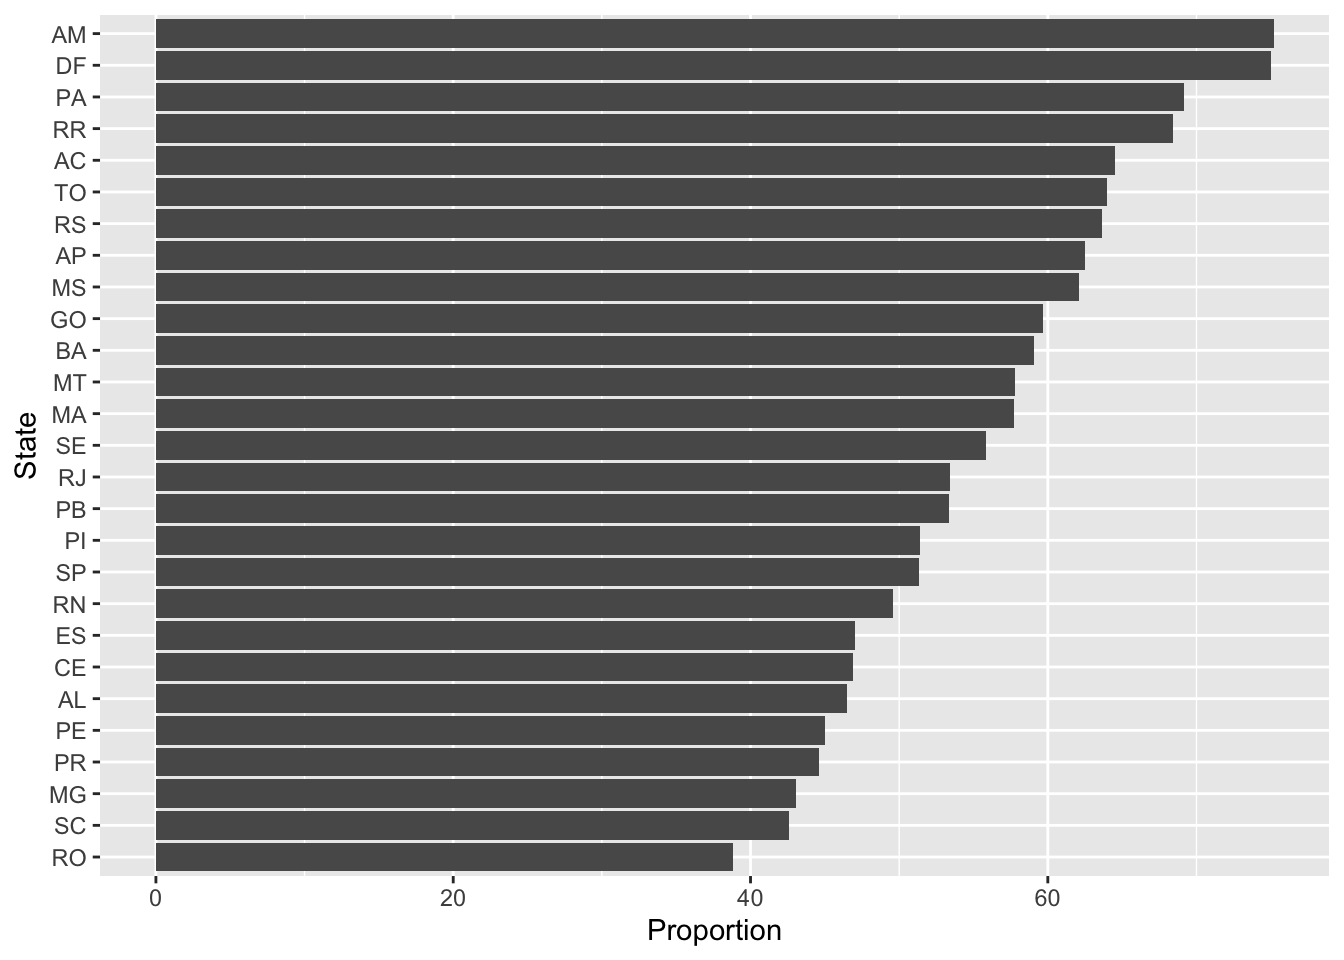 AM
DF
PA
RR
AC
TO
RS
AP
MS
GO
BA
MT
MA
SE
RJ
PB
PI
SP
RN
ES
CE
AL
PE
PR
MG
SC
RO
State
0 20 40 60
Proportion